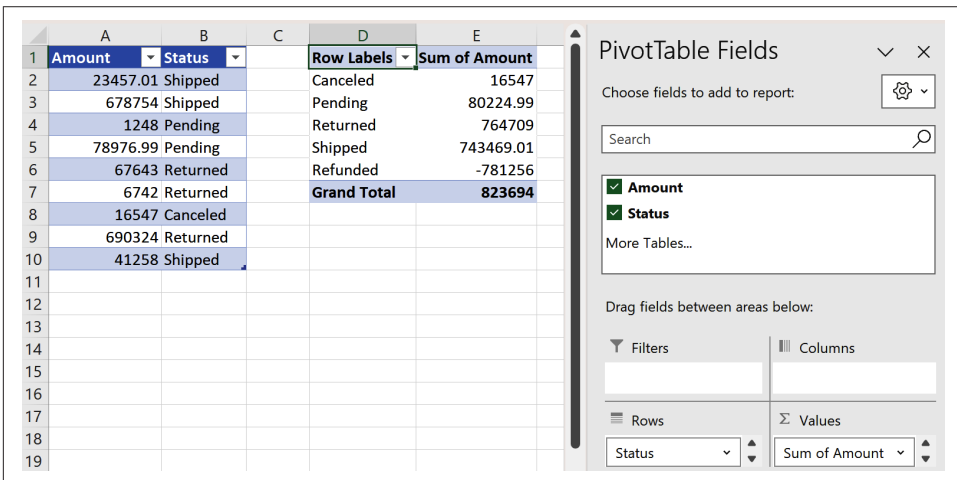 A B C D E
1 Amount Status Row Labels Sum of Amount
2 23457.01 Shipped Canceled 16547
3 678754 Shipped Pending 80224.99
4 1248 Pending Returned 764709
5 78976.99 Pending Shipped 743469.01
6 67643 Returned Refunded -781256
7 6742 Returned Grand Total 823694
8 16547 Canceled
9 690324 Returned
10 41258 Shipped
11
12
13
14
15
16
17
18
19
PivotTable Fields
Choose fields to add to report:
Search
Amount
Status
More Tables...
Drag fields between areas below:
Filters
Columns
Rows
Σ Values
Status
Sum of Amount